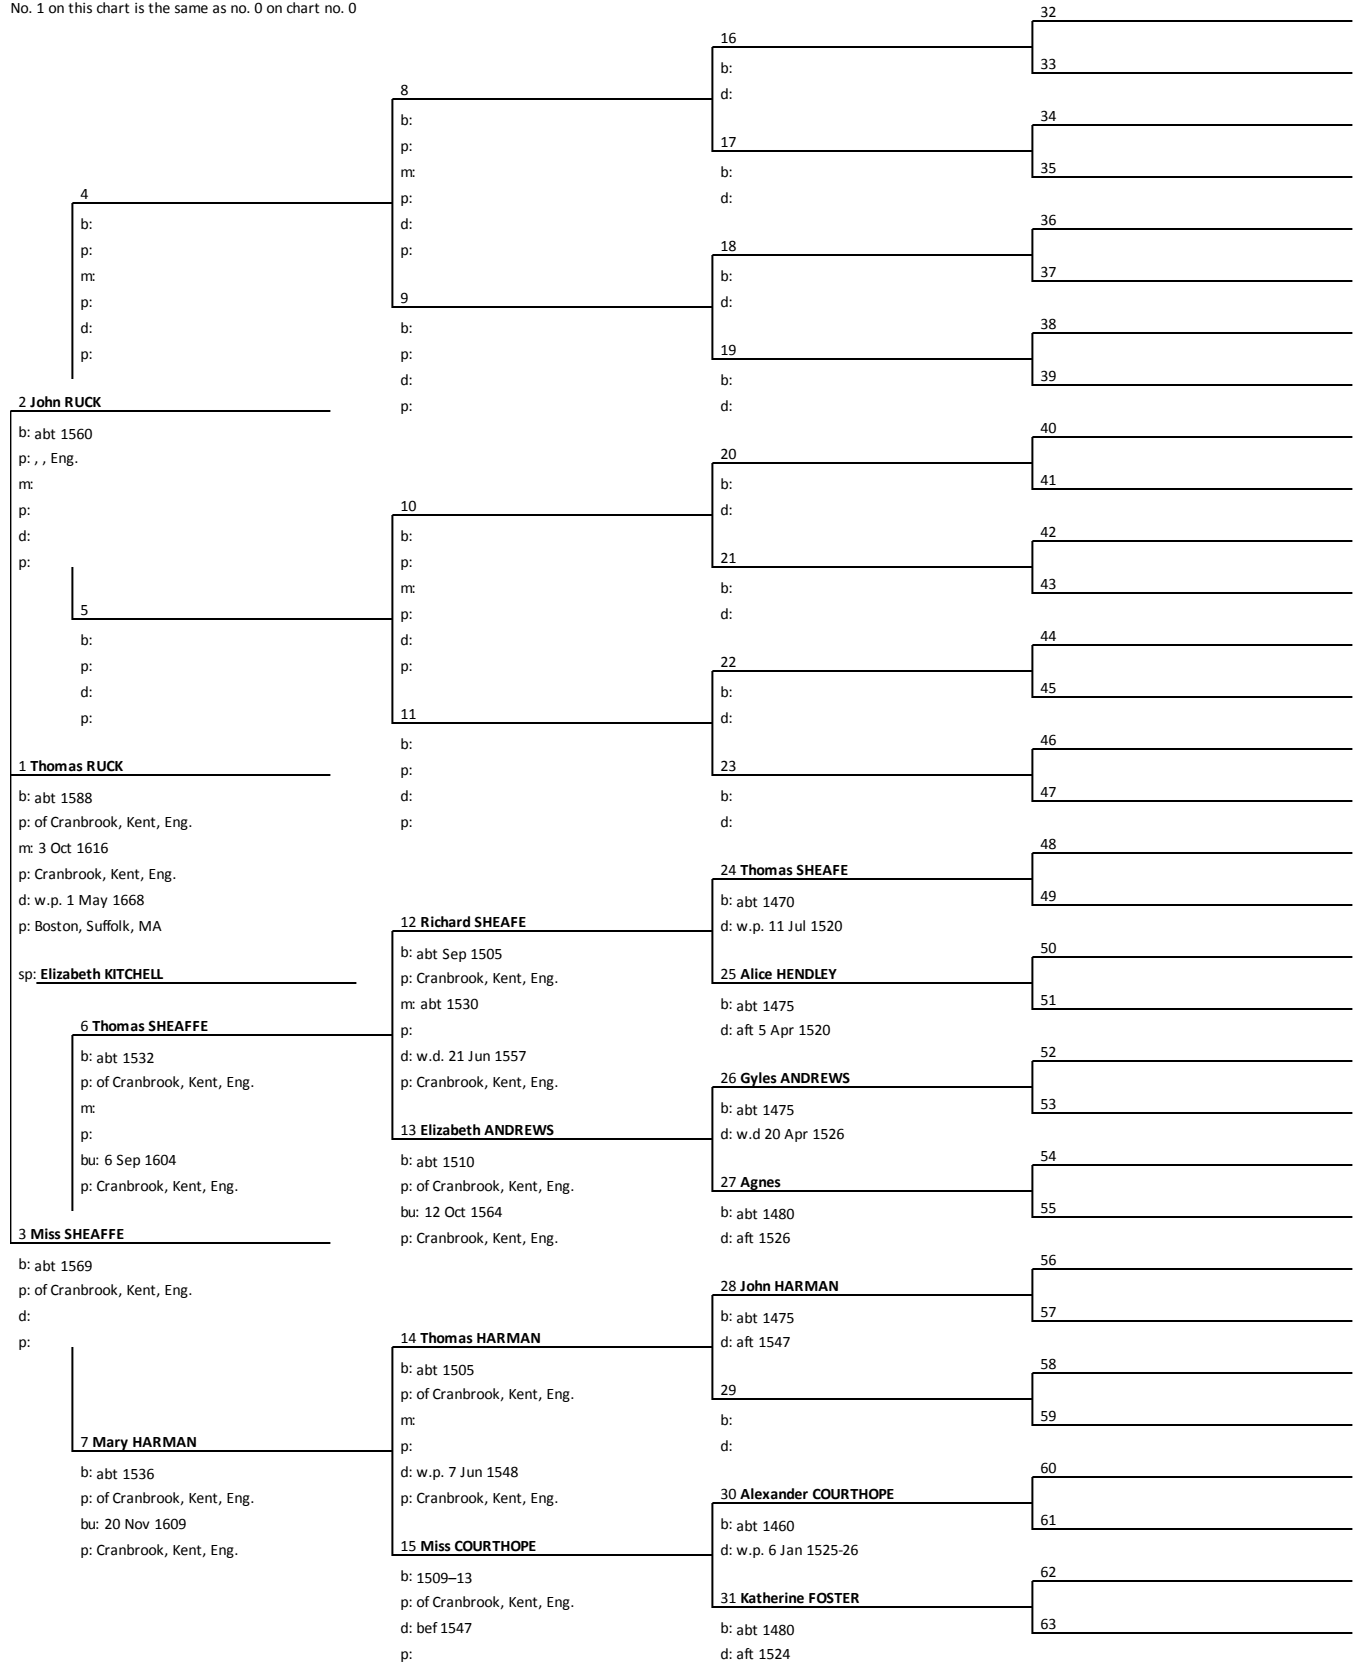 No. 1 on this chart is the same as no. 0 on chart no. 0
4
b:
p:
m:
p:
d:
p:
2 John RUCK
b: abt 1560
p: , , Eng.
m:
p:
d:
p:
5
b:
p:
d:
p:
1 Thomas RUCK
b: abt 1588
p: of Cranbrook, Kent, Eng.
m: 3 Oct 1616
p: Cranbrook, Kent, Eng.
d: w.p. 1 May 1668
p: Boston, Suffolk, MA
sp: Elizabeth KITCHELL
6 Thomas SHEAFFE
b: abt 1532
p: of Cranbrook, Kent, Eng.
m:
p:
bu: 6 Sep 1604
p: Cranbrook, Kent, Eng.
3 Miss SHEAFFE
b: abt 1569
p: of Cranbrook, Kent, Eng.
d:
p:
7 Mary HARMAN
b: abt 1536
p: of Cranbrook, Kent, Eng.
bu: 20 Nov 1609
p: Cranbrook, Kent, Eng.
8
b:
p:
m:
p:
d:
p:
9
b:
p:
d:
p:
10
b:
p:
m:
p:
d:
p:
11
b:
p:
d:
p:
12 Richard SHEAFE
b: abt Sep 1505
p: Cranbrook, Kent, Eng.
m: abt 1530
p:
d: w.d. 21 Jun 1557
p: Cranbrook, Kent, Eng.
13 Elizabeth ANDREWS
b: abt 1510
p: of Cranbrook, Kent, Eng.
bu: 12 Oct 1564
p: Cranbrook, Kent, Eng.
14 Thomas HARMAN
b: abt 1505
p: of Cranbrook, Kent, Eng.
m:
p:
d: w.p. 7 Jun 1548
p: Cranbrook, Kent, Eng.
15 Miss COURTHOPE
b: 1509–13
p: of Cranbrook, Kent, Eng.
d: bef 1547
p:
16
b:
d:
17
b:
d:
18
b:
d:
19
b:
d:
20
b:
d:
21
b:
d:
22
b:
d:
23
b:
d:
24 Thomas SHEAFE
b: abt 1470
d: w.p. 11 Jul 1520
25 Alice HENDLEY
b: abt 1475
d: aft 5 Apr 1520
26 Gyles ANDREWS
b: abt 1475
d: w.d 20 Apr 1526
27 Agnes
b: abt 1480
d: aft 1526
28 John HARMAN
b: abt 1475
d: aft 1547
29
b:
d:
30 Alexander COURTHOPE
b: abt 1460
d: w.p. 6 Jan 1525-26
31 Katherine FOSTER
b: abt 1480
d: aft 1524
32
33
34
35
36
37
38
39
40
41
42
43
44
45
46
47
48
49
50
51
52
53
54
55
56
57
58
59
60
61
62
63